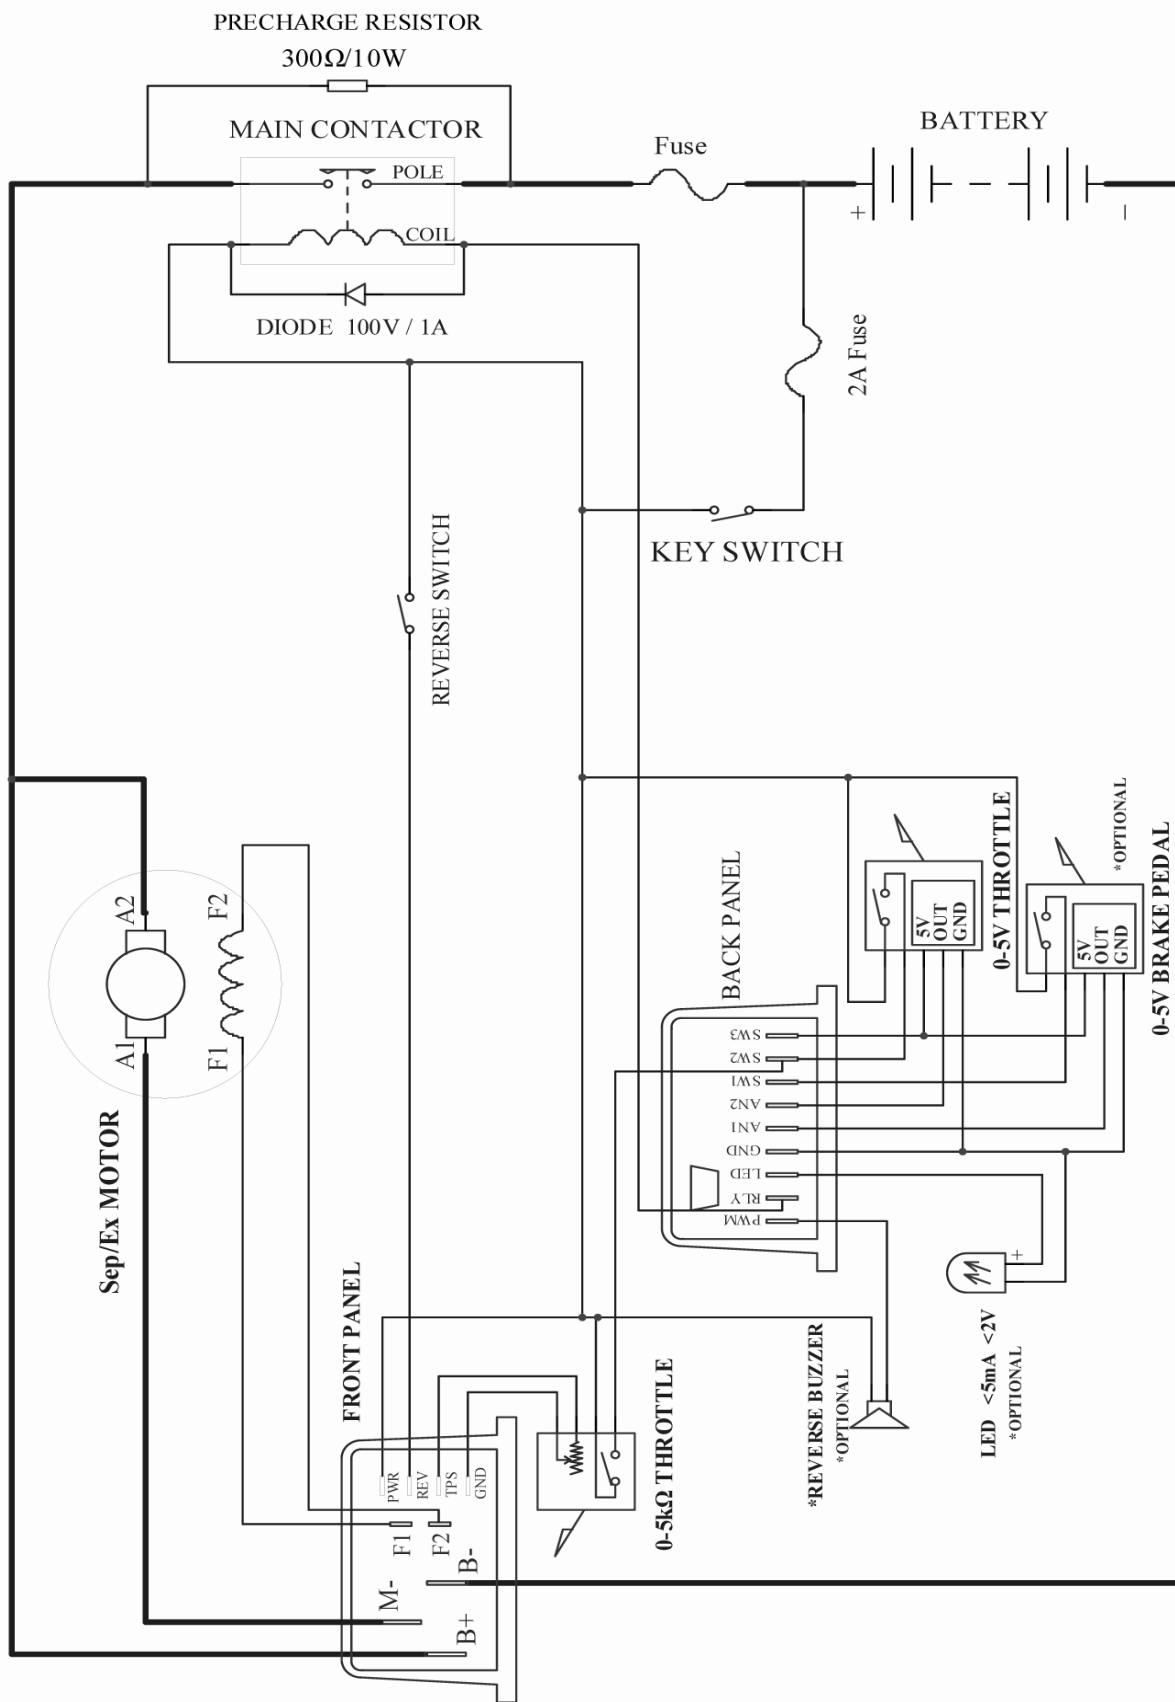 PRECHARGE RESISTOR
300Ω/10W
MAIN CONTACTOR
POLE
COIL
DIODE 100V / 1A
Fuse
BATTERY
+
–
2A Fuse
KEY SWITCH
REVERSE SWITCH
A2
F2
A1
F1
Sep/Ex MOTOR
BACK PANEL
SW3
SW2
SW1
AN2
AN1
GND
LED
RLY
PWM
5V
OUT
GND
0-5V THROTTLE
*OPTIONAL
5V
OUT
GND
0-5V BRAKE PEDAL
+
LED <5mA <2V
*OPTIONAL
*REVERSE BUZZER
*OPTIONAL
FRONT PANEL
PWR
REV
TPS
GND
F1
F2
M-
B-
B+
0-5kΩ THROTTLE